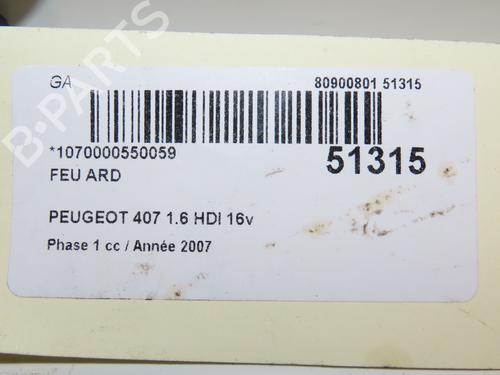 GA 80900801 51315
*1070000550059 51315
FEU ARD
PEUGEOT 407 1.6 HDI 16v
Phase 1 cc / Année 2007
B-PARTS